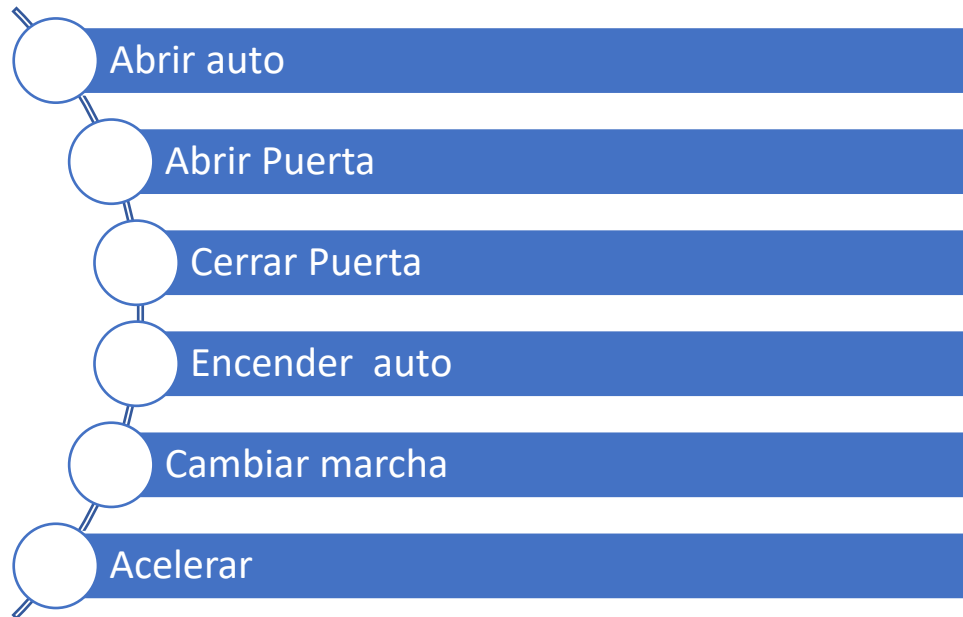 Abrir auto
Abrir Puerta
Cerrar Puerta
Encender  auto
Cambiar marcha
Acelerar